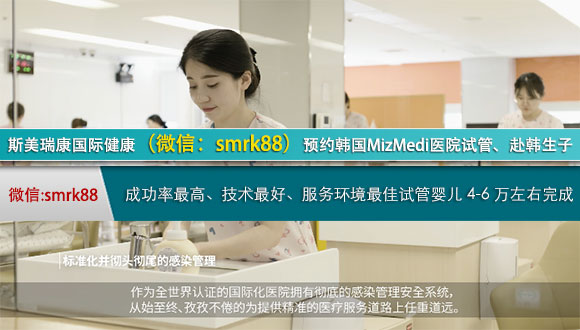 斯美瑞康国际健康（微信：smrk88）预约韩国MizMedi医院试管、赴韩生子
微信:smrk88 成功率最高、技术最好、服务环境最佳试管婴儿 4-6 万左右完成
标准化并彻头彻尾的感染管理
作为全世界认证的国际化医院拥有彻底的感染管理安全系统，
从始至终、孜孜不倦的为提供精准的医疗服务道路上任重道远。